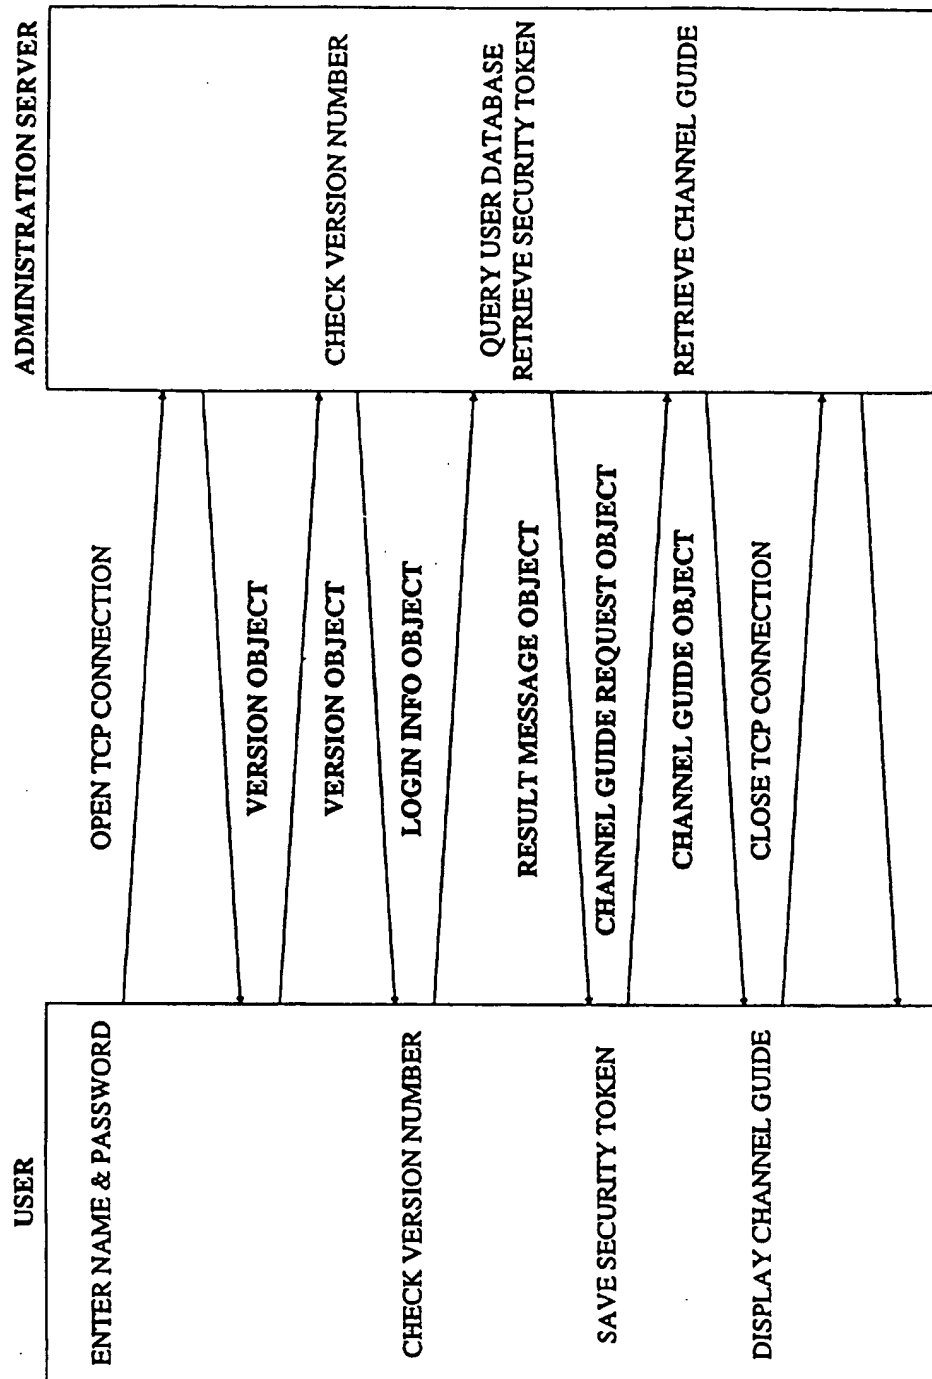 USER
ADMINISTRATION SERVER
ENTER NAME & PASSWORD
OPEN TCP CONNECTION
VERSION OBJECT
VERSION OBJECT
CHECK VERSION NUMBER
CHECK VERSION NUMBER
LOGIN INFO OBJECT
QUERY USER DATABASE
RETRIEVE SECURITY TOKEN
RESULT MESSAGE OBJECT
SAVE SECURITY TOKEN
CHANNEL GUIDE REQUEST OBJECT
RETRIEVE CHANNEL GUIDE
CHANNEL GUIDE OBJECT
DISPLAY CHANNEL GUIDE
CLOSE TCP CONNECTION